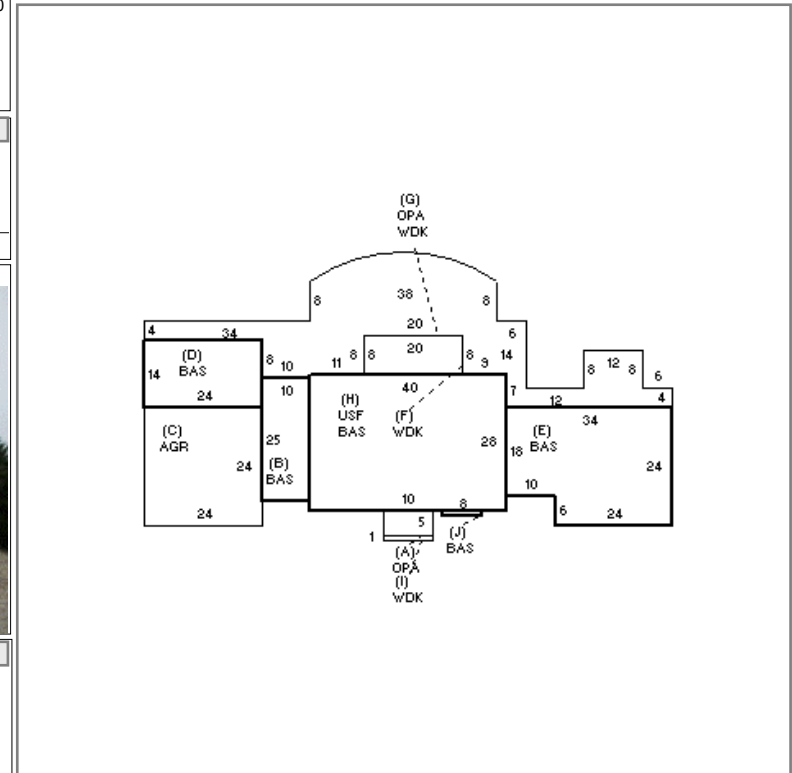 (G)
OPA
WDK
8 38 8
4 34 20 6
(D)
BAS
8 10 11 8 8 20 8 9 14
8 12 8 6
14 24
10 40 7 12 4
(H)
USF
BAS
(F)
WDK
(C)
AGR
24
25
(B)
BAS
28
18
(E)
BAS
34
24
10
24
10 8
6 24
1 5
(A)
OPA
(I)
WDK
(J)
BAS